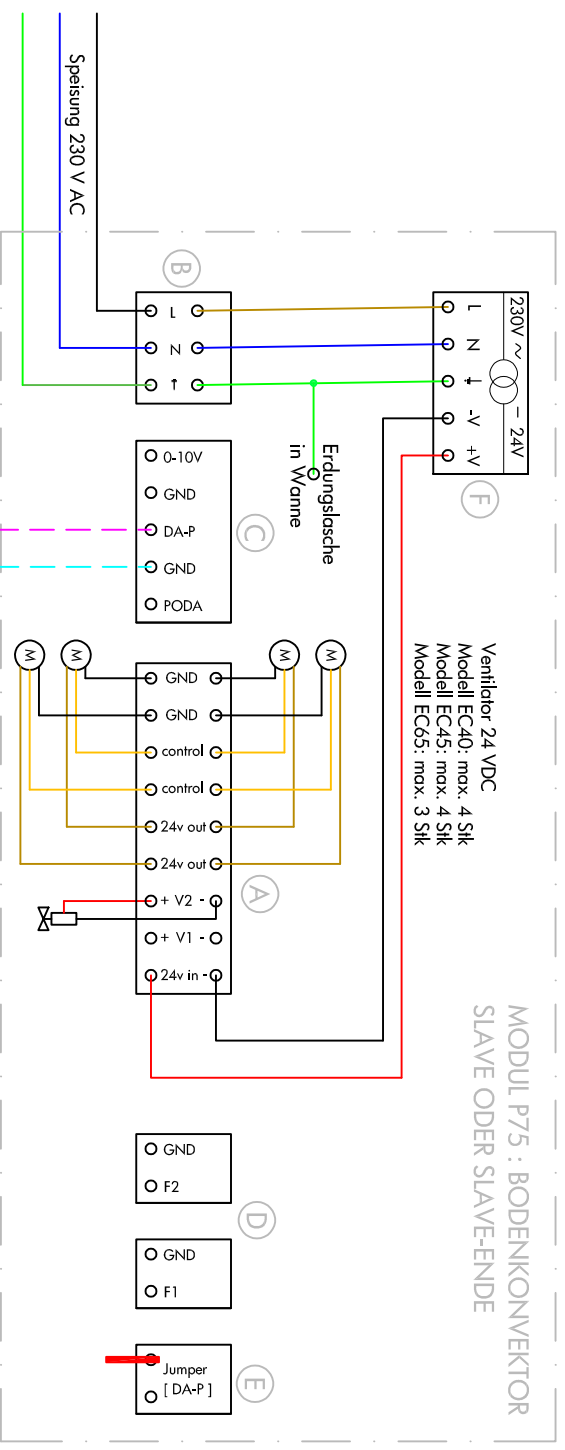 Speisung 230 V AC
B
L
N
↑
230V ~ – 24V
L
N
-V
+V
F
Erdungslasche
in Wanne
0-10V
GND
DA-P
GND
PODA
C
Ventilator 24 VDC
Modell EC40: max. 4 Stk
Modell EC45: max. 4 Stk
Modell EC65: max. 3 Stk
M
M
M
M
GND
GND
control
control
24v out
24v out
+ V2 -
+ V1 -
24v in -
A
MODUL P75 : BODENKONVEKTOR
SLAVE ODER SLAVE-ENDE
GND
F2
D
GND
F1
Jumper
[ DA-P ]
E